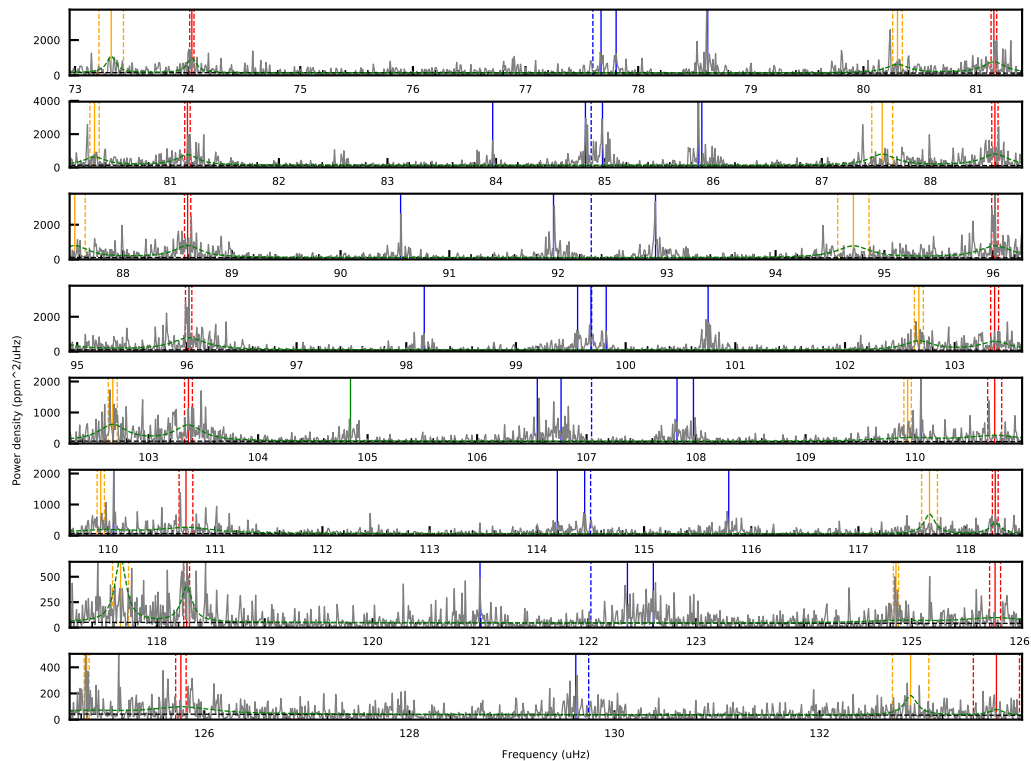 2000
0
73 74 75 76 77 78 79 80 81
4000
2000
0
81 82 83 84 85 86 87 88
2000
0
88 89 90 91 92 93 94 95 96
2000
0
95 96 97 98 99 100 101 102 103
2000
1000
0
103 104 105 106 107 108 109 110
2000
1000
0
110 111 112 113 114 115 116 117 118
500
250
0
118 119 120 121 122 123 124 125 126
400
200
0
126 128 130 132
Power density (ppm^2/uHz)
Frequency (uHz)